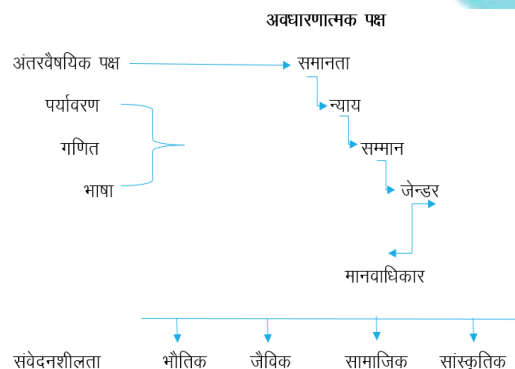 अवधारणात्मक पक्ष
अंतरवैषयिक पक्ष समानता
पर्यावरण न्याय
गणित सम्मान
भाषा जेन्डर
मानवाधिकार
संवेदनशीलता भौतिक जैविक सामाजिक सांस्कृतिक